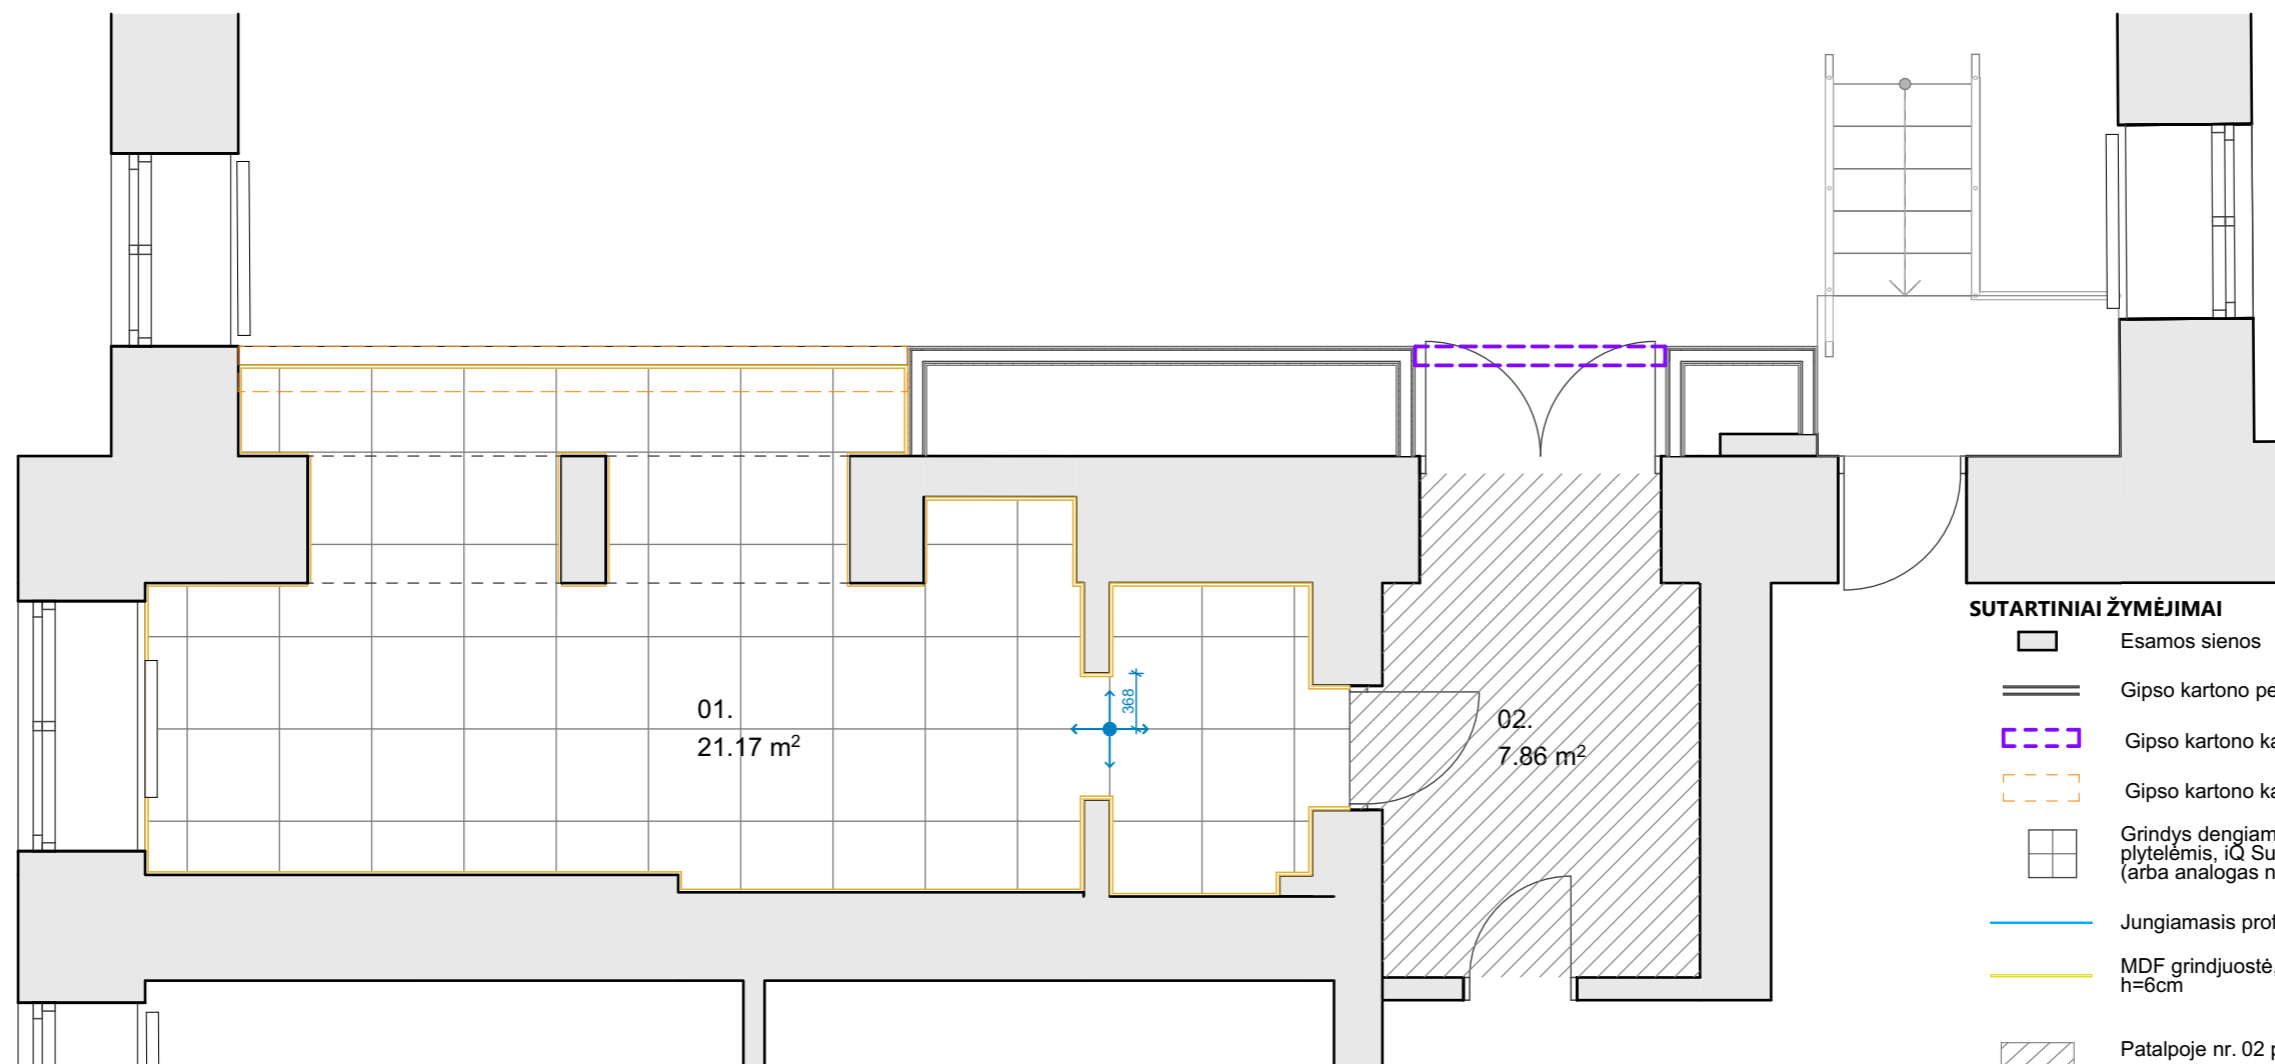 01.
21.17 m²
368
02.
7.86 m²
SUTARTINIAI ŽYMĖJIMAI
Esamos sienos
Gipso kartono pe
Gipso kartono ka
Gipso kartono ka
Grindys dengiam
plytelėmis, iQ Su
(arba analogas n
Jungiamasis prof
MDF grindjuostė,
h=6cm
Patalpoje nr. 02 p